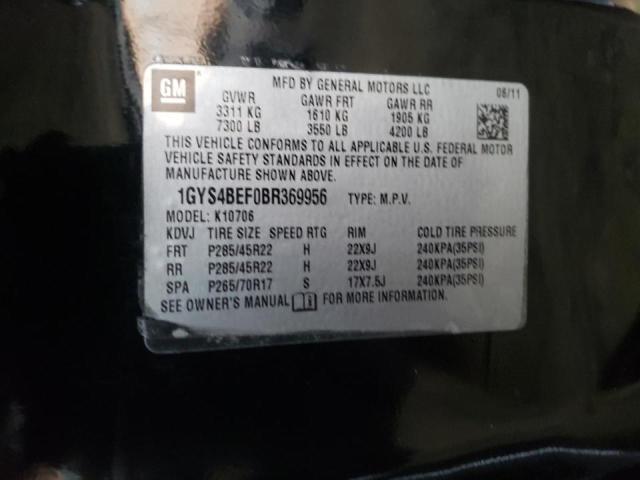 GM
MFD BY GENERAL MOTORS LLC 06/11
GVWR GAWR FRT GAWR RR
3311 KG 1610 KG 1905 KG
7300 LB 3550 LB 4200 LB
THIS VEHICLE CONFORMS TO ALL APPLICABLE U.S. FEDERAL MOTOR
VEHICLE SAFETY STANDARDS IN EFFECT ON THE DATE OF
MANUFACTURE SHOWN ABOVE.
1GYS4BEF0BR369956 TYPE: M.P.V.
MODEL: K10706
KDVJ TIRE SIZE SPEED RTG RIM COLD TIRE PRESSURE
FRT P285/45R22 H 22X9J 240KPA(35PSI)
RR P285/45R22 H 22X9J 240KPA(35PSI)
SPA P265/70R17 S 17X7.5J 240KPA(35PSI)
SEE OWNER'S MANUAL FOR MORE INFORMATION.